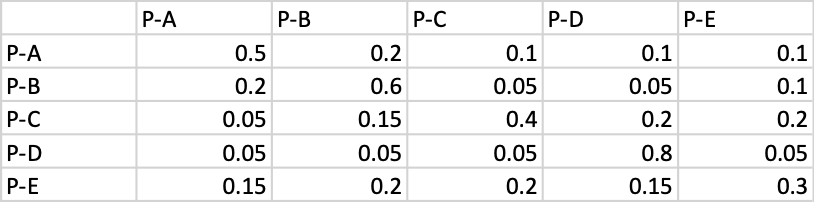 P-A P-B P-C P-D P-E
P-A 0.5 0.2 0.1 0.1 0.1
P-B 0.2 0.6 0.05 0.05 0.1
P-C 0.05 0.15 0.4 0.2 0.2
P-D 0.05 0.05 0.05 0.8 0.05
P-E 0.15 0.2 0.2 0.15 0.3